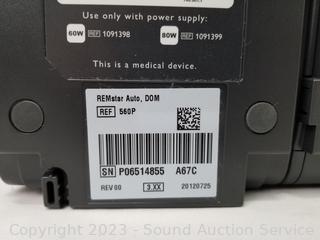 Use only with power supply:
60W REF 1091398 80W REF 1091399
This is a medical device.
REMstar Auto, DOM
REF 560P
SN P06514855 A67C
REV 00 3.XX 20120725
Copyright © 2023 - Sound Auction Service